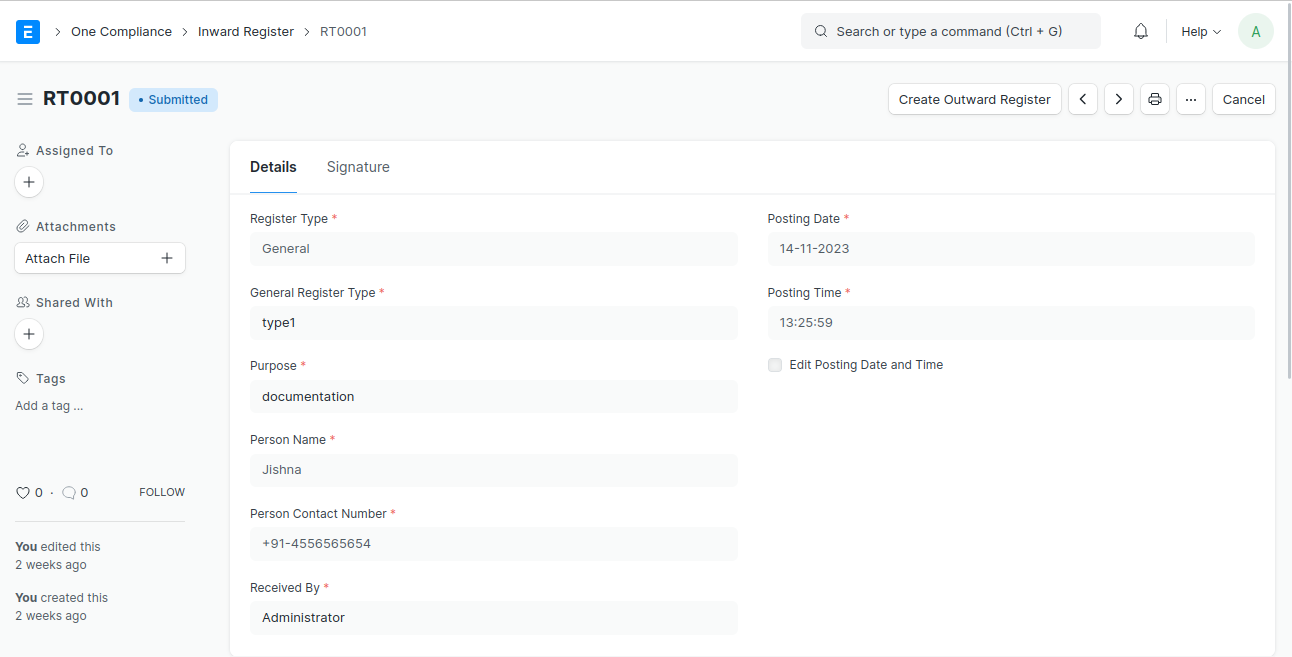 E One Compliance Inward Register RT0001 Search or type a command (Ctrl + G) Help A
RT0001 • Submitted Create Outward Register ... Cancel
Assigned To
Attachments
Attach File
Shared With
Tags
Add a tag ...
0 · 0 FOLLOW
You edited this
2 weeks ago
You created this
2 weeks ago
Details Signature
Register Type *
General
General Register Type *
type1
Purpose *
documentation
Person Name *
Jishna
Person Contact Number *
+91-4556565654
Received By *
Administrator
Posting Date *
14-11-2023
Posting Time *
13:25:59
Edit Posting Date and Time